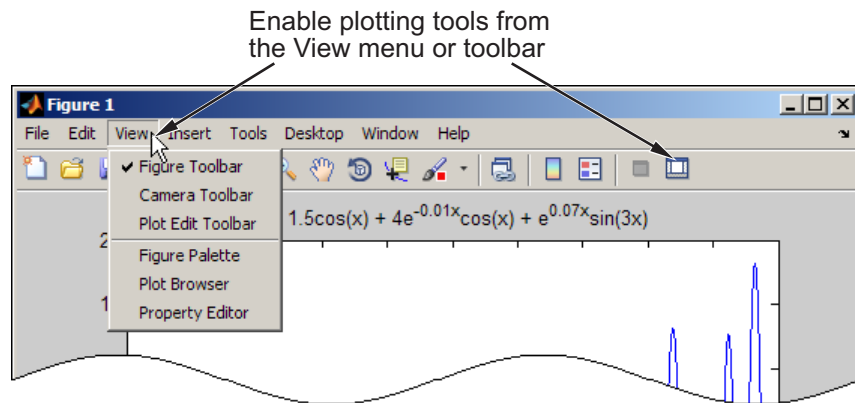 Enable plotting tools from
the View menu or toolbar
Figure 1
File Edit View Insert Tools Desktop Window Help
✔ Figure Toolbar
Camera Toolbar
Plot Edit Toolbar
Figure Palette
Plot Browser
Property Editor
1.5cos(x) + 4e^-0.01x cos(x) + e^0.07x sin(3x)
2
1